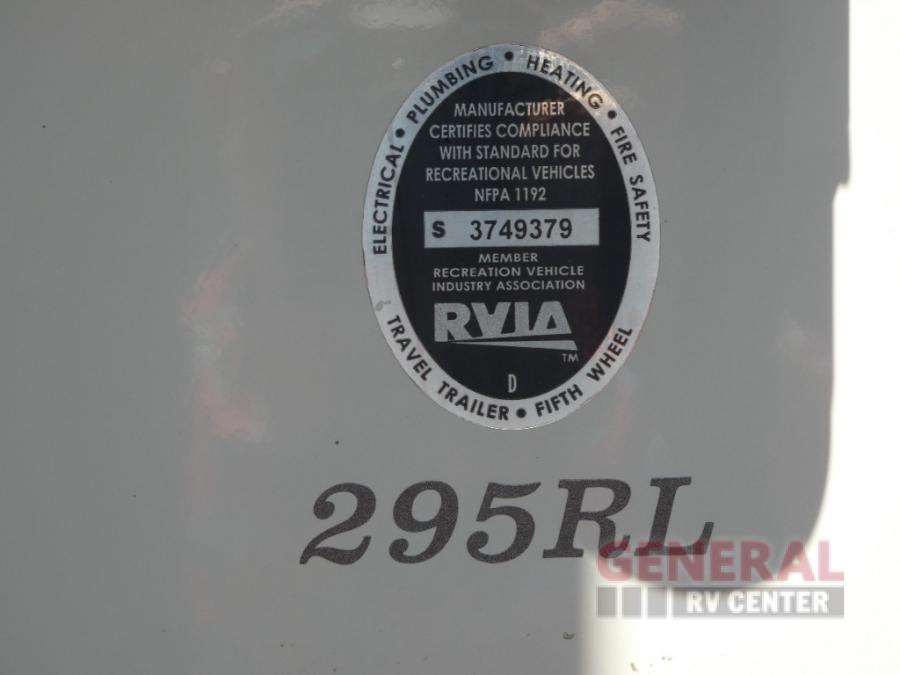 ELECTRICAL • PLUMBING • HEATING • FIRE SAFETY
MANUFACTURER
CERTIFIES COMPLIANCE
WITH STANDARD FOR
RECREATIONAL VEHICLES
NFPA 1192
S 3749379
MEMBER
RECREATION VEHICLE
INDUSTRY ASSOCIATION
RVIA
TM
D
TRAVEL TRAILER • FIFTH WHEEL
295RL
GENERAL
RV CENTER